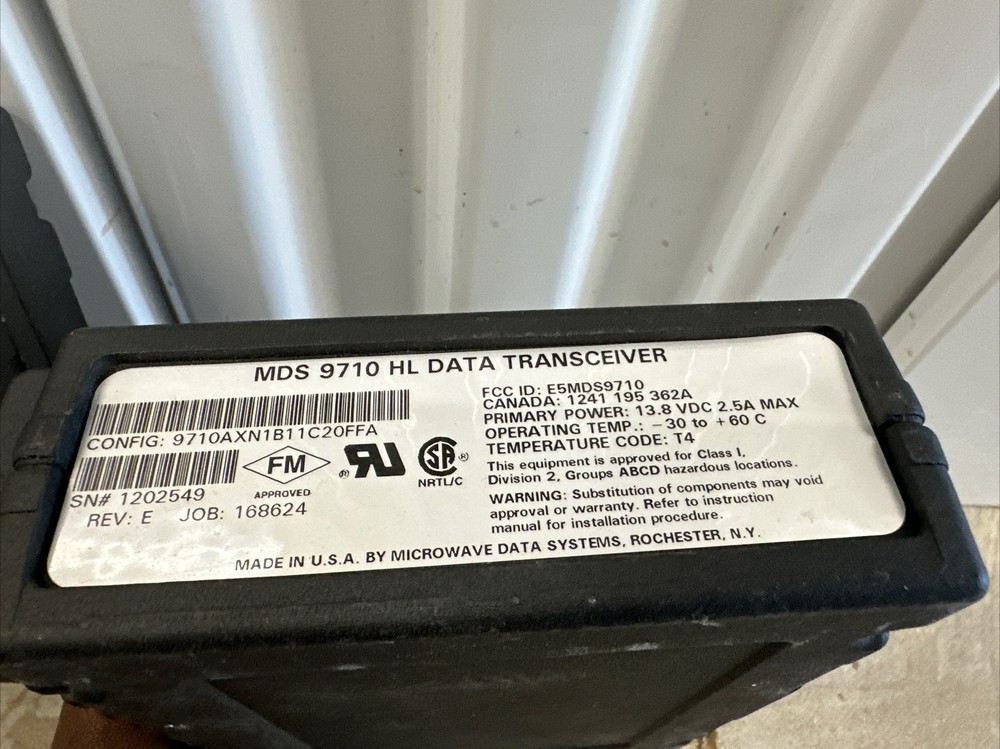 MDS 9710 HL DATA TRANSCEIVER
CONFIG: 9710AXN1B11C20FFA
SN# 1202549
REV: E JOB: 168624
FM
APPROVED
® RU
CSA ®
NRTL/C
FCC ID: E5MDS9710
CANADA: 1241 195 362A
PRIMARY POWER: 13.8 VDC 2.5A MAX
OPERATING TEMP.: −30 to +60 C
TEMPERATURE CODE: T4
This equipment is approved for Class I,
Division 2, Groups ABCD hazardous locations.
WARNING: Substitution of components may void
approval or warranty. Refer to instruction
manual for installation procedure.
MADE IN U.S.A. BY MICROWAVE DATA SYSTEMS, ROCHESTER, N.Y.